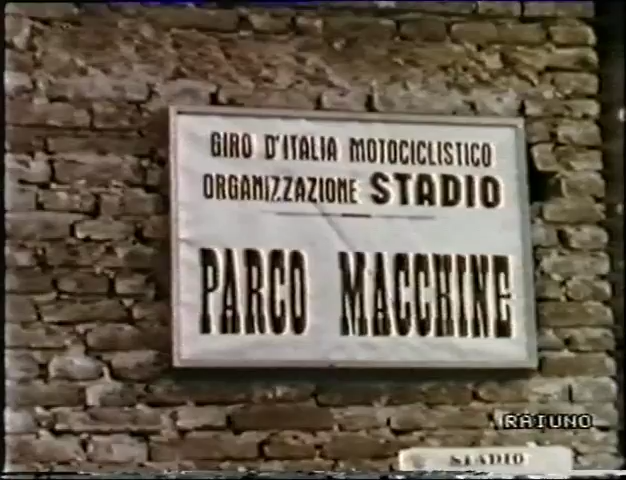 GIRO D'ITALIA MOTOCICLISTICO
ORGANIZZAZIONE STADIO
PARCO MACCHINE
RAIUNO
STADIO